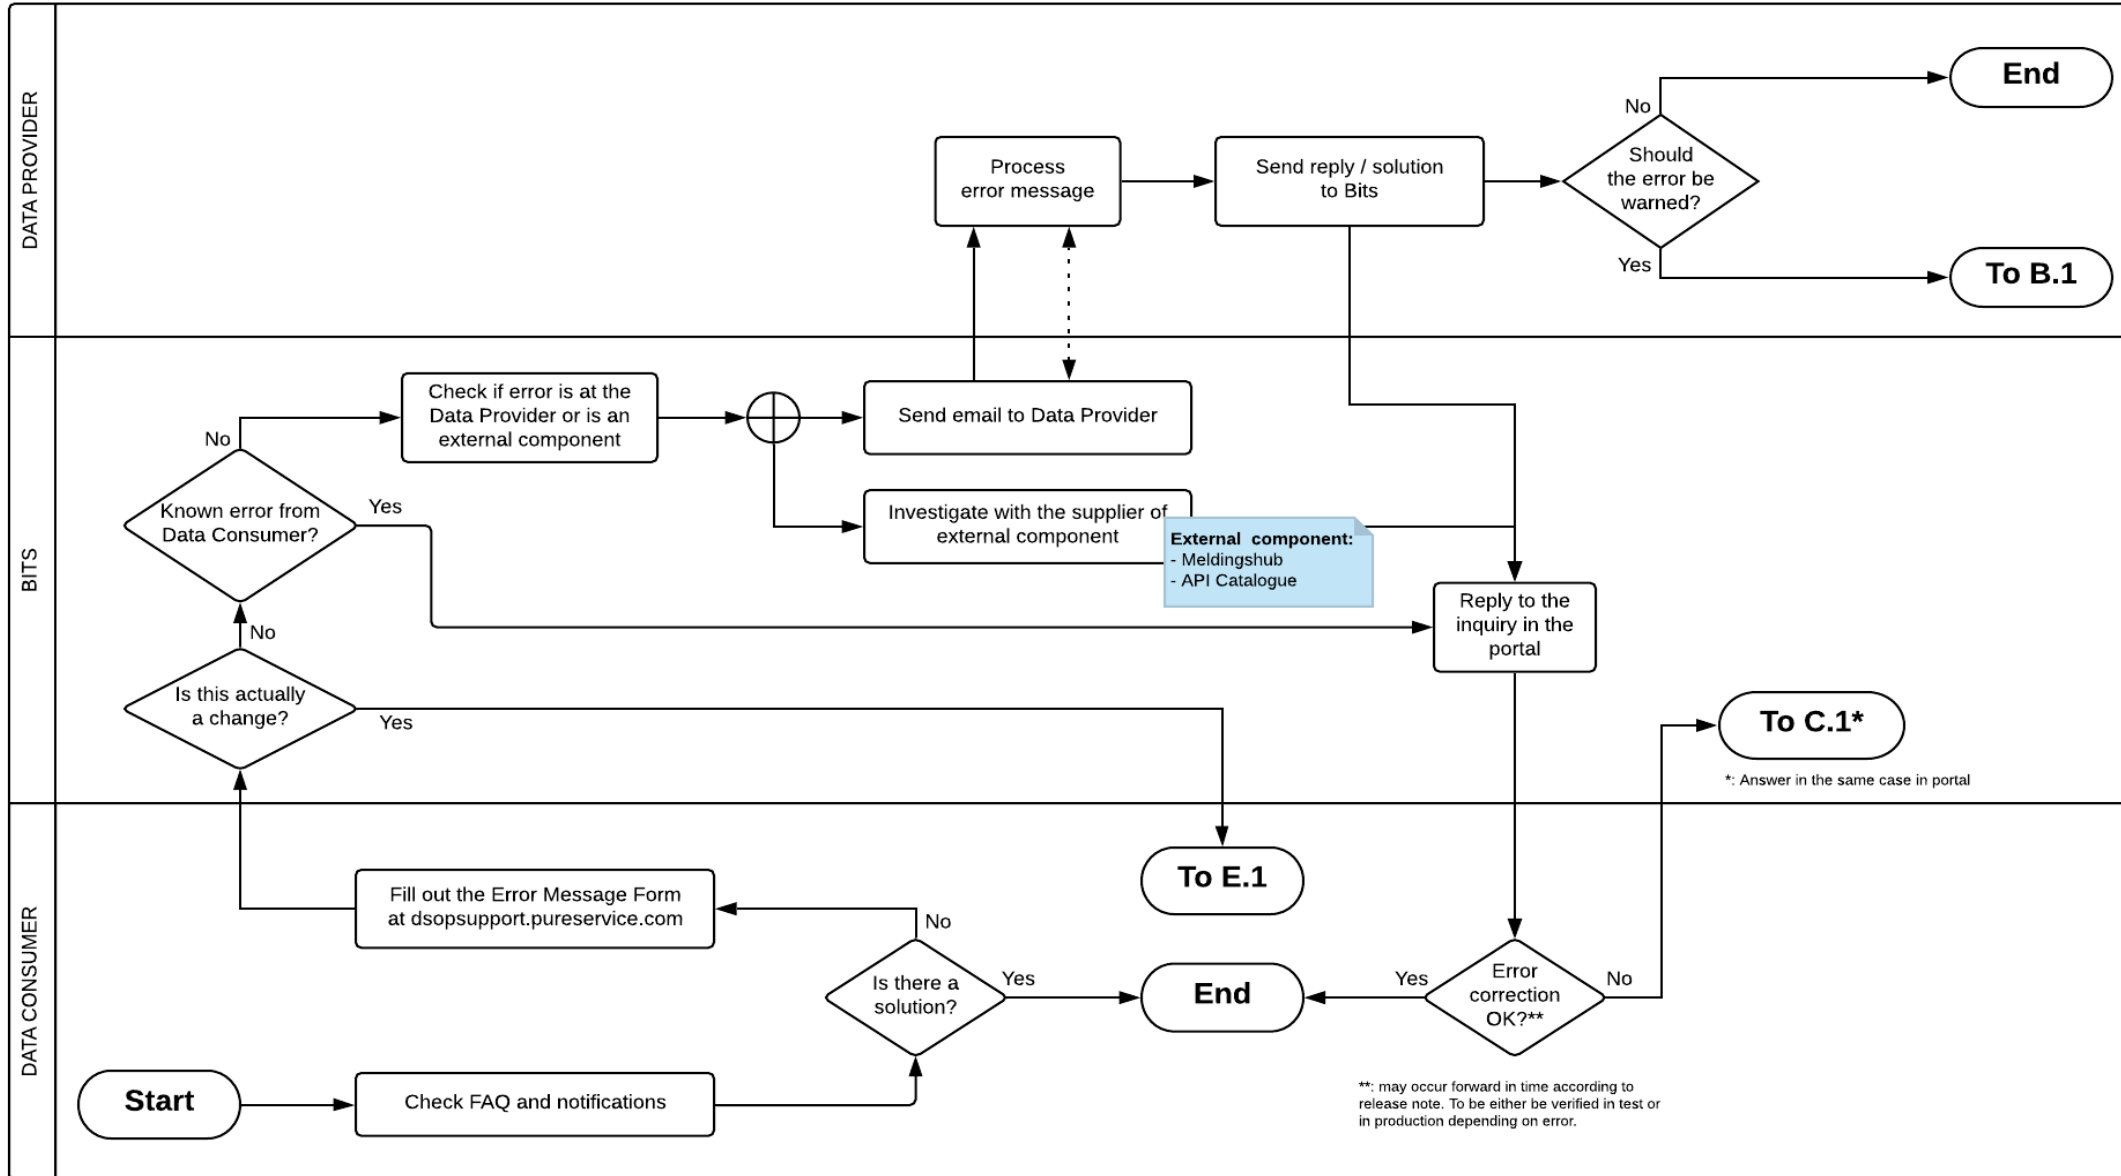 DATA PROVIDER
End
No
Should
the error be
warned?
Yes
To B.1
Process
error message
Send reply / solution
to Bits
BITS
Check if error is at the
Data Provider or is an
external component
Send email to Data Provider
No
Known error from
Data Consumer?
Yes
Investigate with the supplier of
external component
External component:
- Meldingshub
- API Catalogue
Reply to the
inquiry in the
portal
No
Is this actually
a change?
Yes
To C.1*
*: Answer in the same case in portal
DATA CONSUMER
To E.1
Fill out the Error Message Form
at dsopsupport.pureservice.com
No
Is there a
solution?
Yes
End
Yes
Error
correction
OK?**
No
Start
Check FAQ and notifications
**: may occur forward in time according to
release note. To be either be verified in test or
in production depending on error.